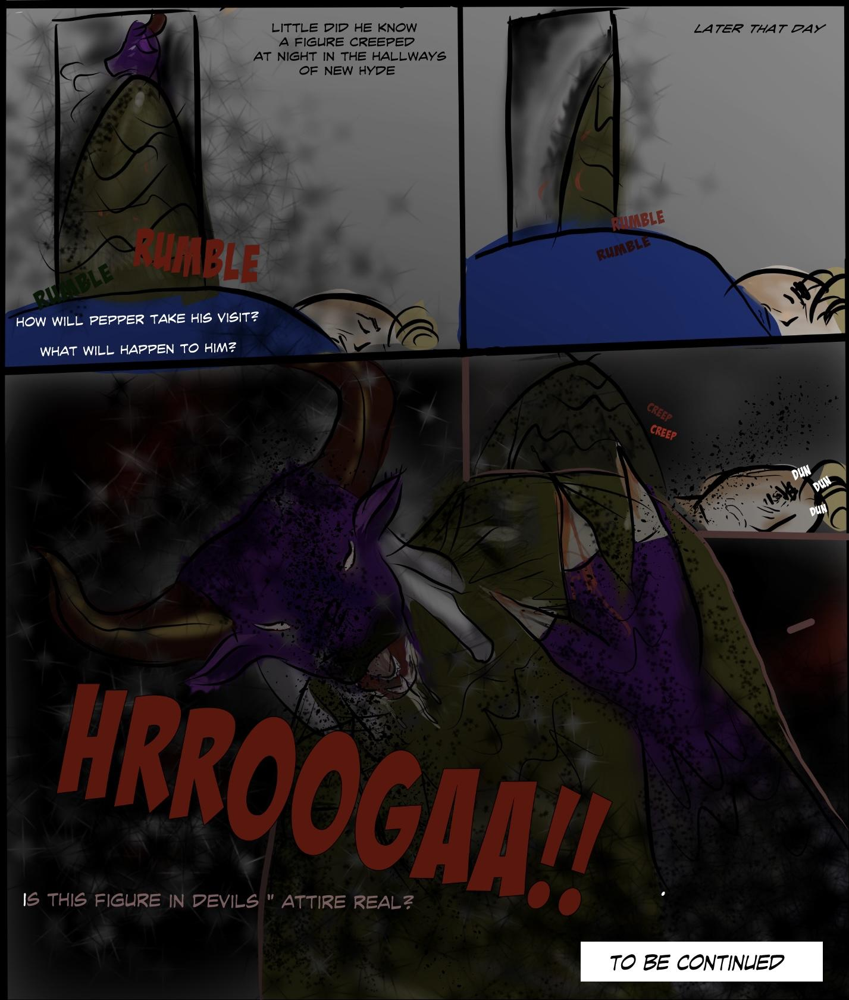 LITTLE DID HE KNOW
A FIGURE CREEPED
AT NIGHT IN THE HALLWAYS
OF NEW HYDE
RUMBLE
RUMBLE
HOW WILL PEPPER TAKE HIS VISIT?
WHAT WILL HAPPEN TO HIM?
LATER THAT DAY
RUMBLE
RUMBLE
CREEP
CREEP
DUN
DUN
DUN
HRROOGAA!!
IS THIS FIGURE IN DEVILS " ATTIRE REAL?
TO BE CONTINUED